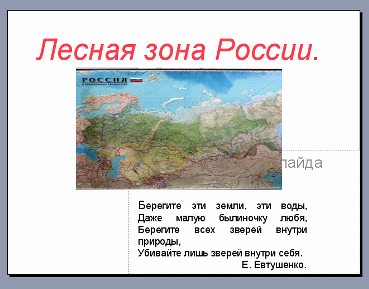 Лесная зона России.
РОССИЯ
лайда
Берегите эти земли, эти воды,
Даже малую былиночку любя,
Берегите всех зверей внутри
природы,
Убивайте лишь зверей внутри себя.
Е. Евтушенко.